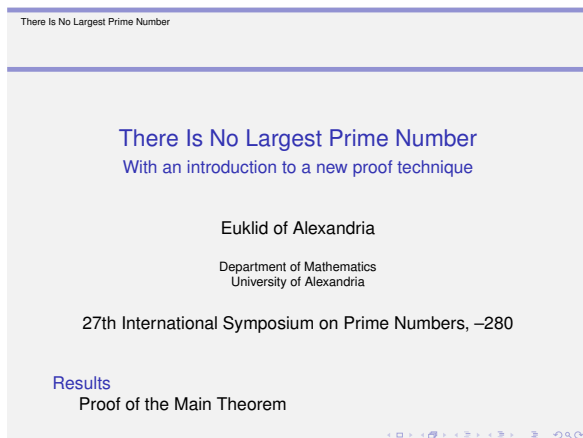 There Is No Largest Prime Number
There Is No Largest Prime Number
With an introduction to a new proof technique
Euklid of Alexandria
Department of Mathematics
University of Alexandria
27th International Symposium on Prime Numbers, –280
Results
Proof of the Main Theorem